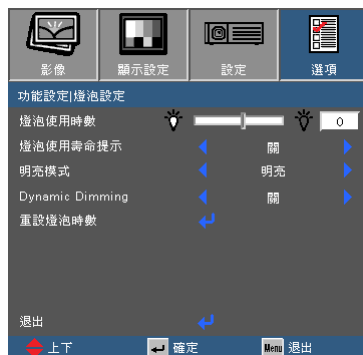 影像 顯示設定 設定 選項
功能設定|燈泡設定
燈泡使用時數 0
燈泡使用壽命提示 關
明亮模式 明亮
Dynamic Dimming 關
重設燈泡時數
退出
上下 確定 Menu 退出